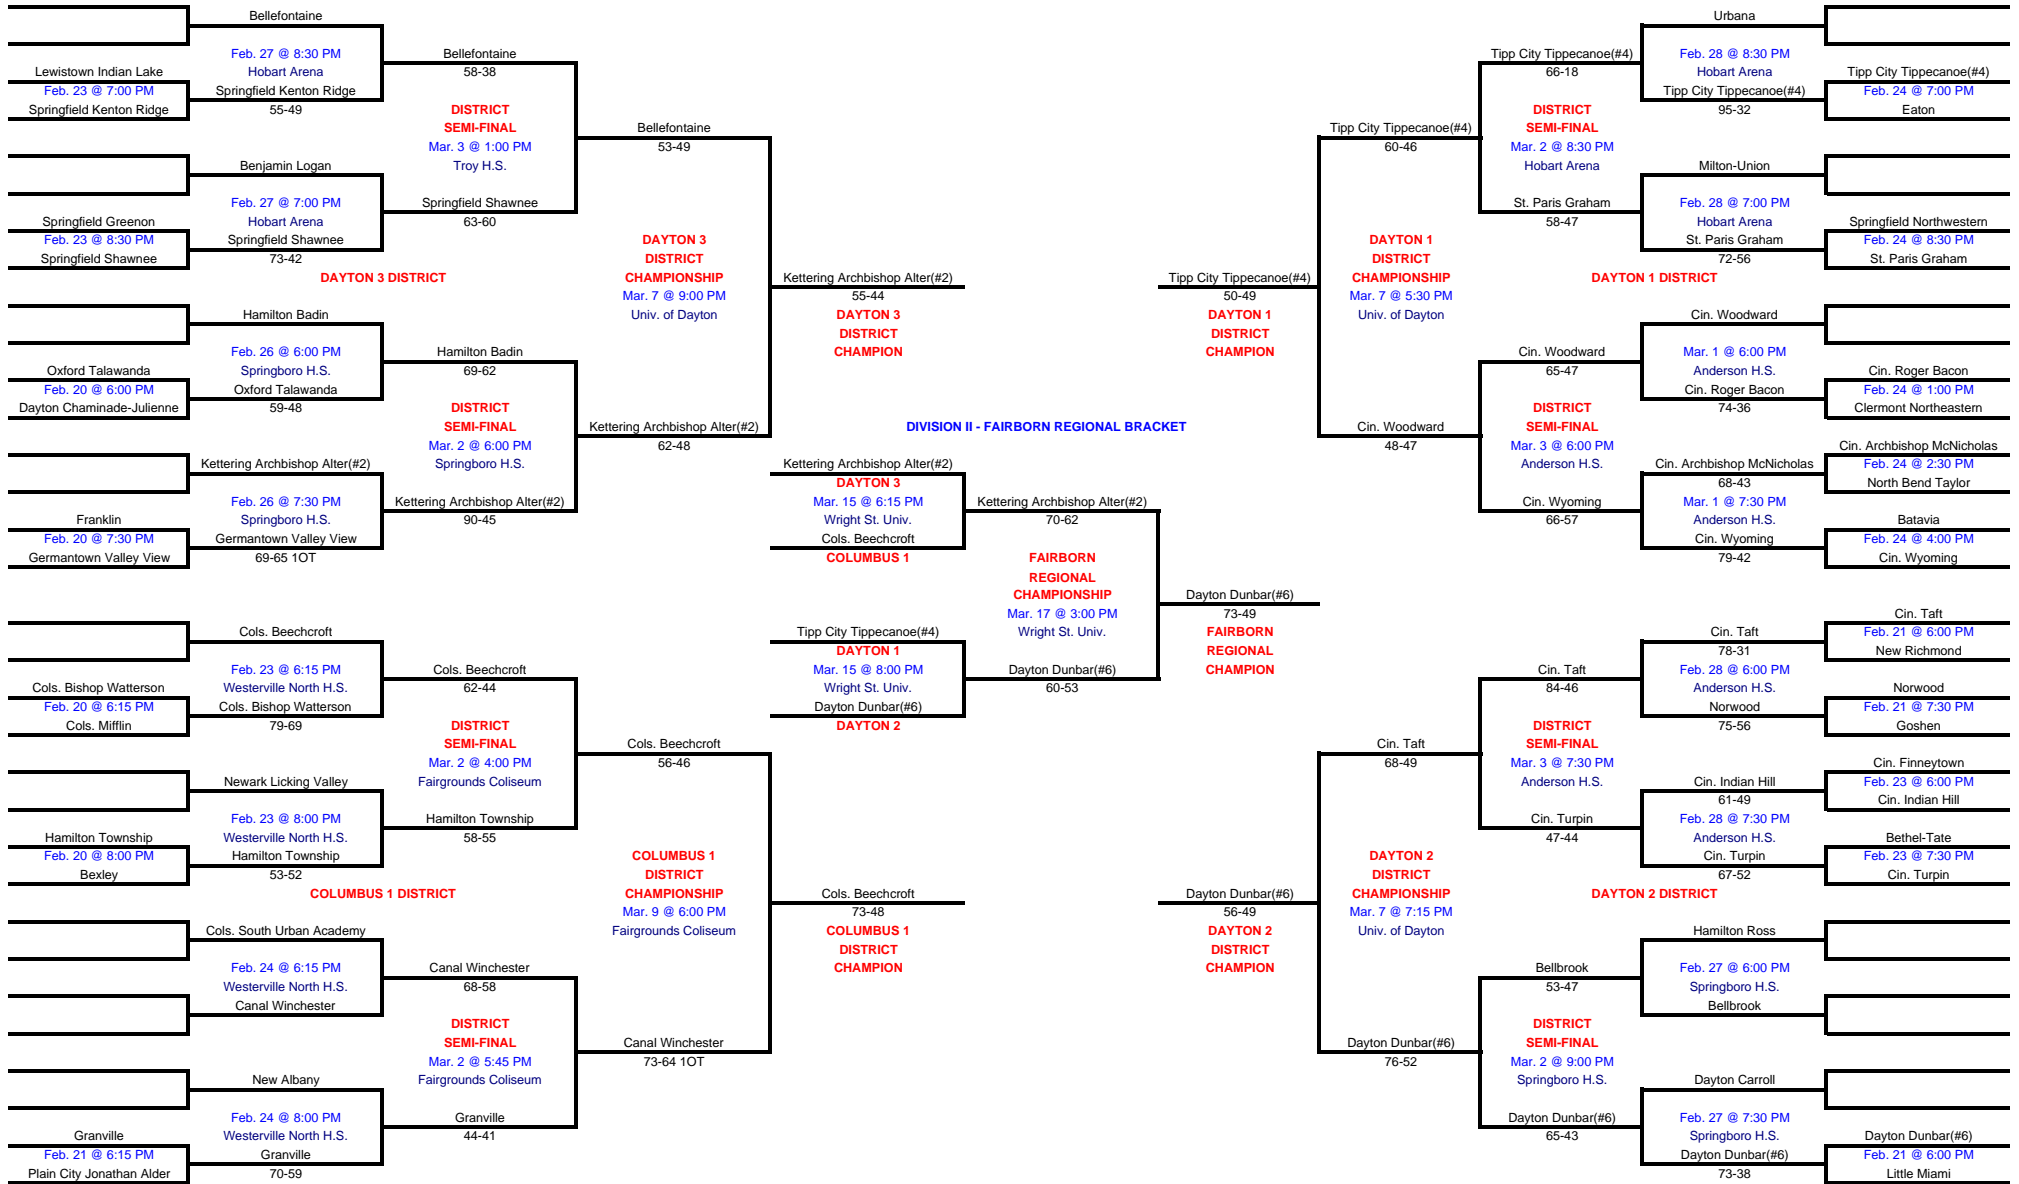 Bellefontaine
Feb. 27 @ 8:30 PM
Lewistown Indian Lake
Hobart Arena
Feb. 23 @ 7:00 PM
Springfield Kenton Ridge
Springfield Kenton Ridge
55-49
Bellefontaine
58-38
DISTRICT
SEMI-FINAL
Mar. 3 @ 1:00 PM
Troy H.S.
Benjamin Logan
Feb. 27 @ 7:00 PM
Springfield Greenon
Hobart Arena
Feb. 23 @ 8:30 PM
Springfield Shawnee
Springfield Shawnee
73-42
Springfield Shawnee
63-60
Bellefontaine
53-49
DAYTON 3 DISTRICT
DAYTON 3
DISTRICT
CHAMPIONSHIP
Mar. 7 @ 9:00 PM
Univ. of Dayton
Hamilton Badin
Feb. 26 @ 6:00 PM
Oxford Talawanda
Springboro H.S.
Feb. 20 @ 6:00 PM
Oxford Talawanda
Dayton Chaminade-Julienne
59-48
Hamilton Badin
69-62
DISTRICT
SEMI-FINAL
Mar. 2 @ 6:00 PM
Springboro H.S.
Kettering Archbishop Alter(#2)
Feb. 26 @ 7:30 PM
Franklin
Springboro H.S.
Feb. 20 @ 7:30 PM
Germantown Valley View
Germantown Valley View
69-65 1OT
Kettering Archbishop Alter(#2)
90-45
Kettering Archbishop Alter(#2)
62-48
Kettering Archbishop Alter(#2)
55-44
DAYTON 3
DISTRICT
CHAMPION
Cols. Beechcroft
Feb. 23 @ 6:15 PM
Cols. Bishop Watterson
Westerville North H.S.
Feb. 20 @ 6:15 PM
Cols. Bishop Watterson
Cols. Mifflin
79-69
Cols. Beechcroft
62-44
DISTRICT
SEMI-FINAL
Mar. 2 @ 4:00 PM
Fairgrounds Coliseum
Newark Licking Valley
Feb. 23 @ 8:00 PM
Hamilton Township
Westerville North H.S.
Feb. 20 @ 8:00 PM
Hamilton Township
Bexley
53-52
Hamilton Township
58-55
Cols. Beechcroft
56-46
COLUMBUS 1 DISTRICT
COLUMBUS 1
DISTRICT
CHAMPIONSHIP
Mar. 9 @ 6:00 PM
Fairgrounds Coliseum
Cols. South Urban Academy
Feb. 24 @ 6:15 PM
Westerville North H.S.
Canal Winchester
Canal Winchester
68-58
DISTRICT
SEMI-FINAL
Mar. 2 @ 5:45 PM
Fairgrounds Coliseum
New Albany
Feb. 24 @ 8:00 PM
Granville
Westerville North H.S.
Feb. 21 @ 6:15 PM
Granville
Plain City Jonathan Alder
70-59
Granville
44-41
Canal Winchester
73-64 1OT
Cols. Beechcroft
73-48
COLUMBUS 1
DISTRICT
CHAMPION
DIVISION II - FAIRBORN REGIONAL BRACKET
Kettering Archbishop Alter(#2)
DAYTON 3
Mar. 15 @ 6:15 PM
Wright St. Univ.
Cols. Beechcroft
COLUMBUS 1
Kettering Archbishop Alter(#2)
70-62
FAIRBORN
REGIONAL
CHAMPIONSHIP
Mar. 17 @ 3:00 PM
Wright St. Univ.
Tipp City Tippecanoe(#4)
DAYTON 1
Mar. 15 @ 8:00 PM
Wright St. Univ.
Dayton Dunbar(#6)
DAYTON 2
Dayton Dunbar(#6)
60-53
Dayton Dunbar(#6)
73-49
FAIRBORN
REGIONAL
CHAMPION
Urbana
Feb. 28 @ 8:30 PM
Hobart Arena
Tipp City Tippecanoe(#4)
Tipp City Tippecanoe(#4)
Feb. 24 @ 7:00 PM
95-32
Eaton
Tipp City Tippecanoe(#4)
66-18
DISTRICT
SEMI-FINAL
Mar. 2 @ 8:30 PM
Hobart Arena
Milton-Union
Feb. 28 @ 7:00 PM
Hobart Arena
Springfield Northwestern
St. Paris Graham
Feb. 24 @ 8:30 PM
72-56
St. Paris Graham
St. Paris Graham
58-47
Tipp City Tippecanoe(#4)
60-46
DAYTON 1 DISTRICT
DAYTON 1
DISTRICT
CHAMPIONSHIP
Mar. 7 @ 5:30 PM
Univ. of Dayton
Tipp City Tippecanoe(#4)
50-49
DAYTON 1
DISTRICT
CHAMPION
Cin. Woodward
Mar. 1 @ 6:00 PM
Anderson H.S.
Cin. Roger Bacon
Cin. Roger Bacon
Feb. 24 @ 1:00 PM
74-36
Clermont Northeastern
Cin. Woodward
65-47
DISTRICT
SEMI-FINAL
Mar. 3 @ 6:00 PM
Anderson H.S.
Cin. Archbishop McNicholas
Cin. Archbishop McNicholas
Feb. 24 @ 2:30 PM
68-43
North Bend Taylor
Mar. 1 @ 7:30 PM
Anderson H.S.
Batavia
Cin. Wyoming
Feb. 24 @ 4:00 PM
79-42
Cin. Wyoming
Cin. Wyoming
66-57
Cin. Woodward
48-47
Cin. Taft
Cin. Taft
Feb. 21 @ 6:00 PM
78-31
New Richmond
Feb. 28 @ 6:00 PM
Anderson H.S.
Norwood
Norwood
Feb. 21 @ 7:30 PM
75-56
Goshen
Cin. Taft
84-46
DISTRICT
SEMI-FINAL
Mar. 3 @ 7:30 PM
Anderson H.S.
Cin. Finneytown
Cin. Indian Hill
Feb. 23 @ 6:00 PM
61-49
Cin. Indian Hill
Feb. 28 @ 7:30 PM
Anderson H.S.
Bethel-Tate
Cin. Turpin
Feb. 23 @ 7:30 PM
67-52
Cin. Turpin
Cin. Turpin
47-44
Cin. Taft
68-49
DAYTON 2 DISTRICT
DAYTON 2
DISTRICT
CHAMPIONSHIP
Mar. 7 @ 7:15 PM
Univ. of Dayton
Dayton Dunbar(#6)
56-49
DAYTON 2
DISTRICT
CHAMPION
Hamilton Ross
Feb. 27 @ 6:00 PM
Springboro H.S.
Bellbrook
Bellbrook
53-47
DISTRICT
SEMI-FINAL
Mar. 2 @ 9:00 PM
Springboro H.S.
Dayton Carroll
Feb. 27 @ 7:30 PM
Springboro H.S.
Dayton Dunbar(#6)
Dayton Dunbar(#6)
Feb. 21 @ 6:00 PM
73-38
Little Miami
Dayton Dunbar(#6)
65-43
Dayton Dunbar(#6)
76-52